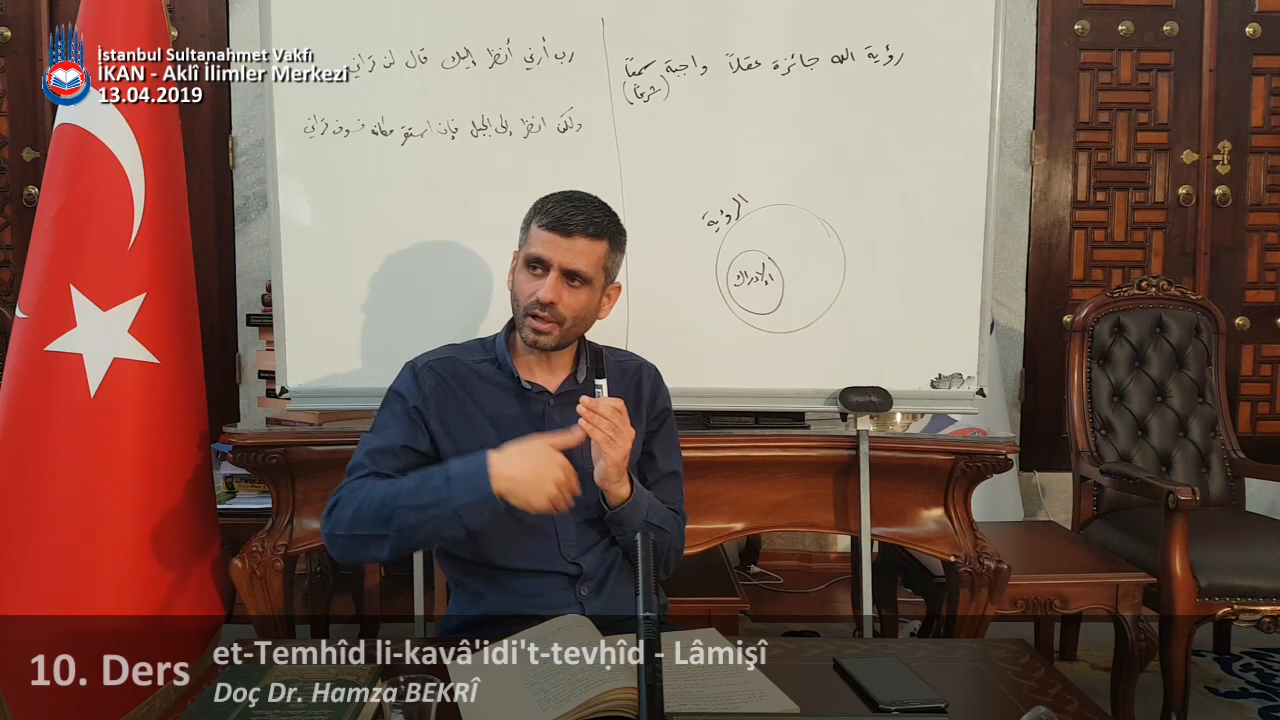 İstanbul Sultanahmet Vakfı
İKAN - Aklî İlimler Merkezi
13.04.2019
رؤية الله جائزة عقلاً واجبة سمعًا
(شرعًا)
رب أرني أنظر إليك قال لن تراني
ولكن انظر إلى الجبل فإن استقر مكانه فسوف تراني
الرؤية
الإدراك
10. Ders
et-Temhîd li-kavâ'idi't-tevḥîd - Lâmişî
Doç Dr. Hamza BEKRÎ